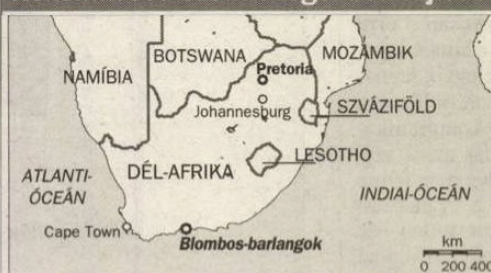 BOTSWANA
MOZAMBIK
NAMÍBIA
Pretoria
Johannesburg
SZVÁZIFÖLD
LESOTHO
DÉL-AFRIKA
ATLANTI-
ÓCEÁN
INDIAI-ÓCEÁN
Cape Town
Blombos-barlangok
km
0 200 400